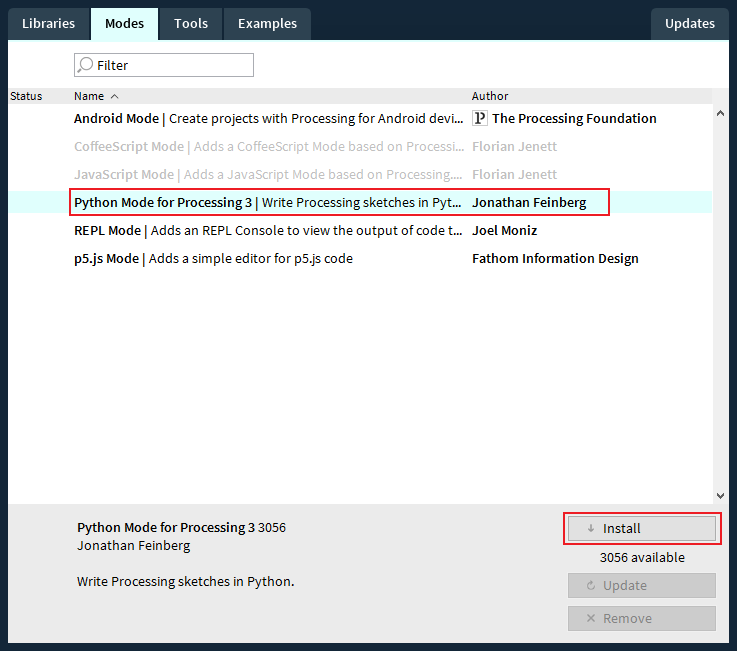 Libraries Modes Tools Examples Updates
Filter
Status Name Author
Android Mode | Create projects with Processing for Android devi... The Processing Foundation
CoffeeScript Mode | Adds a CoffeeScript Mode based on Processi... Florian Jenett
JavaScript Mode | Adds a JavaScript Mode based on Processing.... Florian Jenett
Python Mode for Processing 3 | Write Processing sketches in Pyt... Jonathan Feinberg
REPL Mode | Adds an REPL Console to view the output of code t... Joel Moniz
p5.js Mode | Adds a simple editor for p5.js code Fathom Information Design
Python Mode for Processing 3 3056
Jonathan Feinberg
Write Processing sketches in Python.
Install
3056 available
Update
Remove